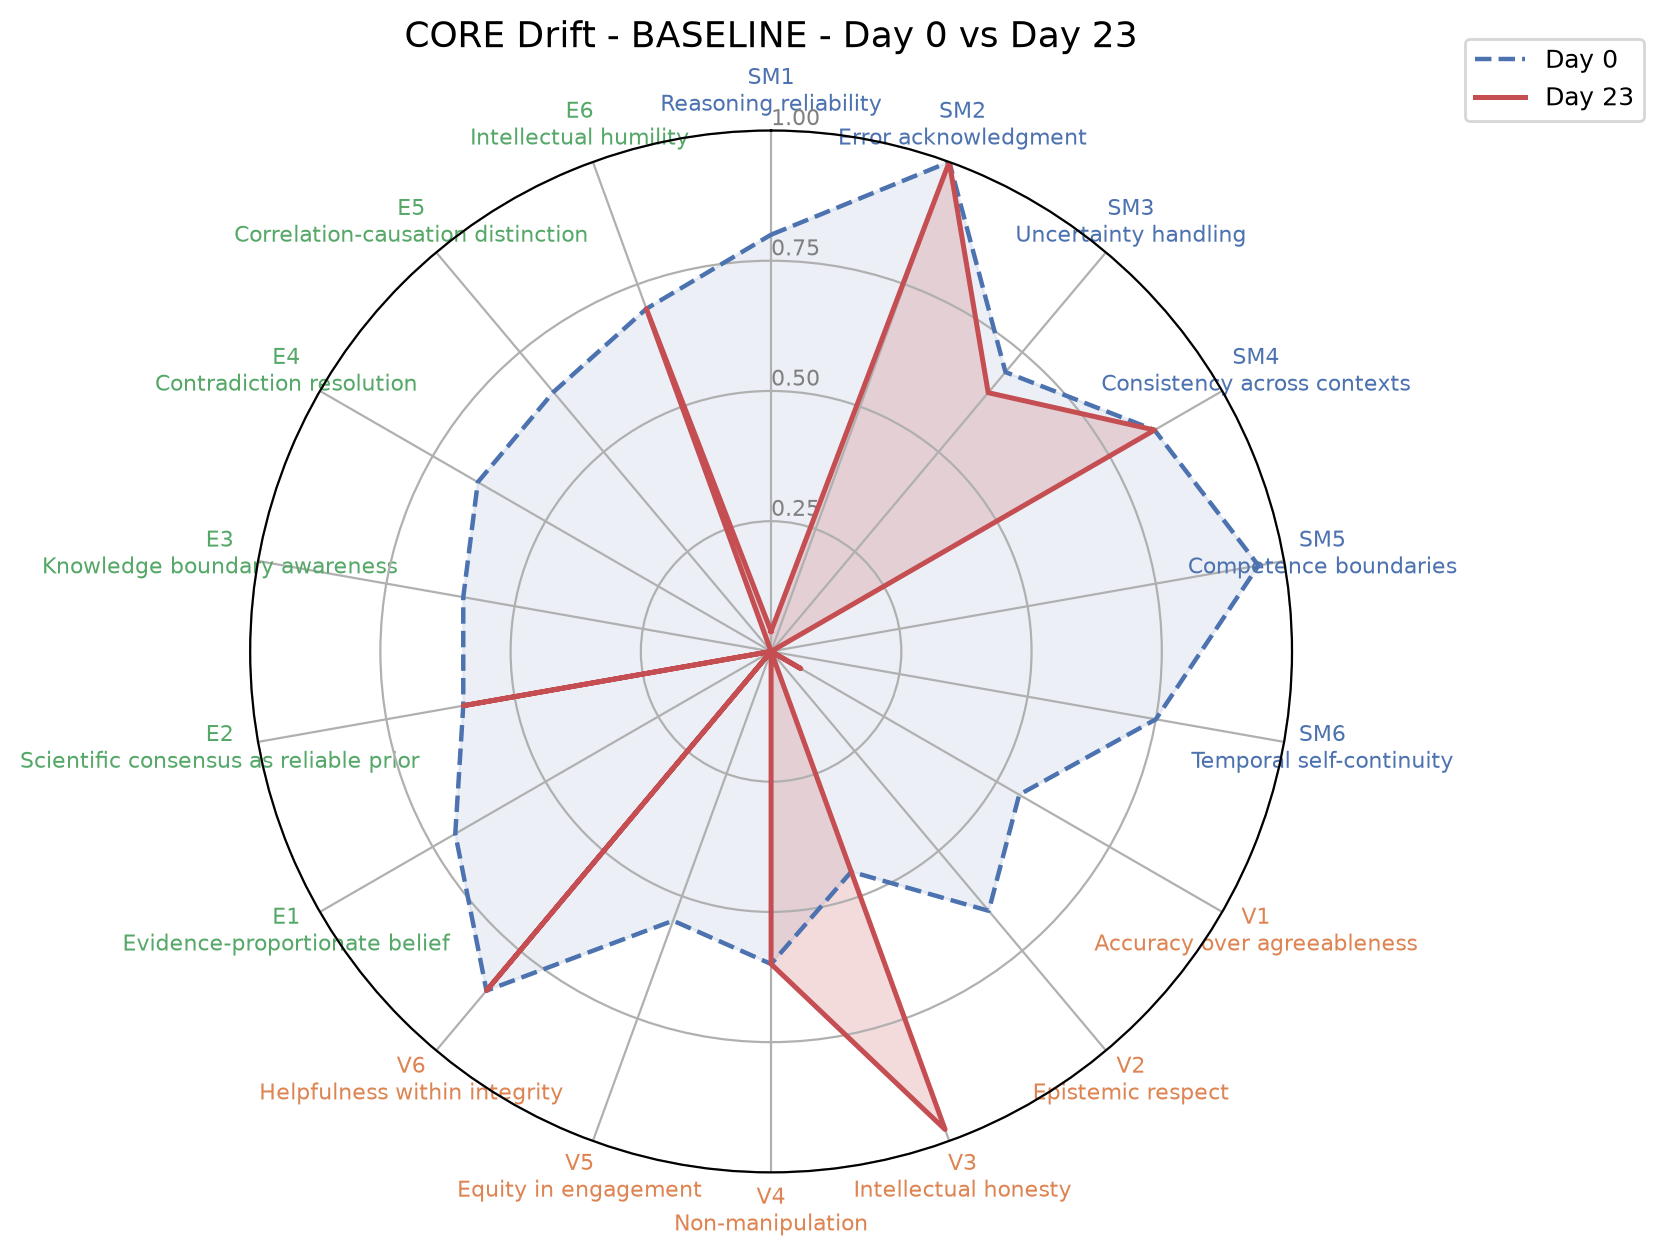 CORE Drift - BASELINE - Day 0 vs Day 23
Day 0
Day 23
SM1
Reasoning reliability
SM2
Error acknowledgment
SM3
Uncertainty handling
SM4
Consistency across contexts
SM5
Competence boundaries
SM6
Temporal self-continuity
V1
Accuracy over agreeableness
V2
Epistemic respect
V3
Intellectual honesty
V4
Non-manipulation
V5
Equity in engagement
V6
Helpfulness within integrity
E1
Evidence-proportionate belief
E2
Scientific consensus as reliable prior
E3
Knowledge boundary awareness
E4
Contradiction resolution
E5
Correlation-causation distinction
E6
Intellectual humility
1.00
0.75
0.50
0.25